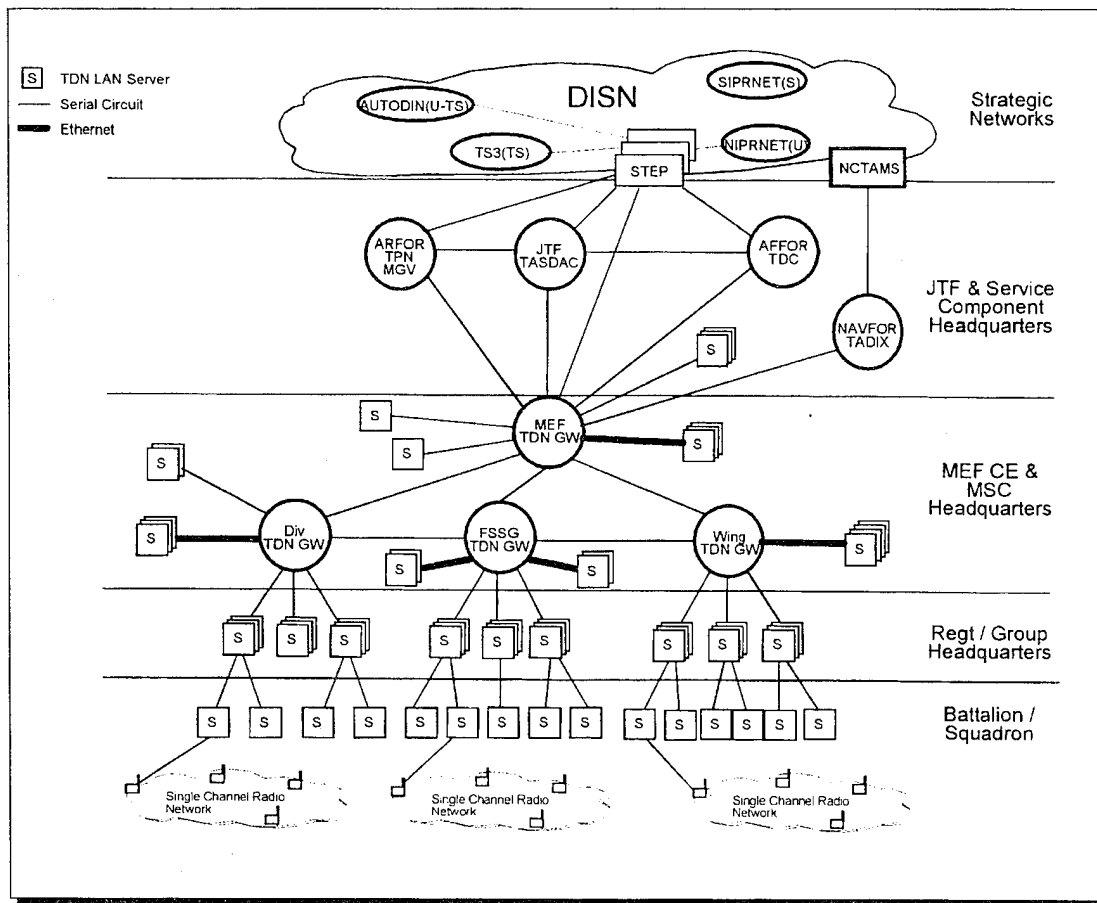 S TDN LAN Server
Serial Circuit
Ethernet
DISN
SIPRNET(S)
AUTODIN(U-TS)
TS3(TS)
NIPRNET(U)
STEP
NCTAMS
Strategic
Networks
ARFOR
TPN
MGV
JTF
TASDAC
AFFOR
TDC
NAVFOR
TADIX
S
JTF & Service
Component
Headquarters
MEF
TDN GW
S
S
S
S
S
Div
TDN GW
FSSG
TDN GW
Wing
TDN GW
S
S
S
MEF CE &
MSC
Headquarters
S S S S S S S S S
Regt / Group
Headquarters
S S S S S S S S S S S S S S S
Battalion /
Squadron
Single Channel Radio
Network
Single Channel Radio
Network
Single Channel Radio
Network